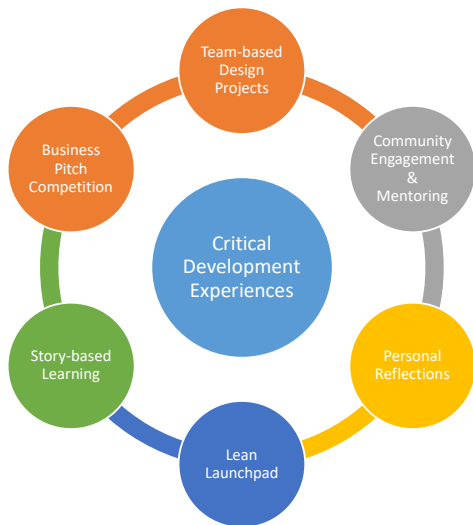 Team-based
Design
Projects
Community
Engagement
&
Mentoring
Personal
Reflections
Lean
Launchpad
Story-based
Learning
Business
Pitch
Competition
Critical
Development
Experiences